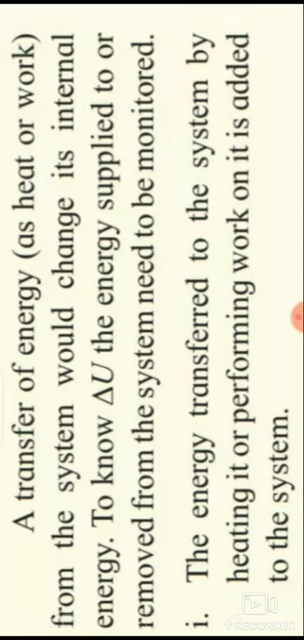 A transfer of energy (as heat or work)
from the system would change its internal
energy. To know ΔU the energy supplied to or
removed from the system need to be monitored.
i. The energy transferred to the system by
heating it or performing work on it is added
to the system.
RECORDER